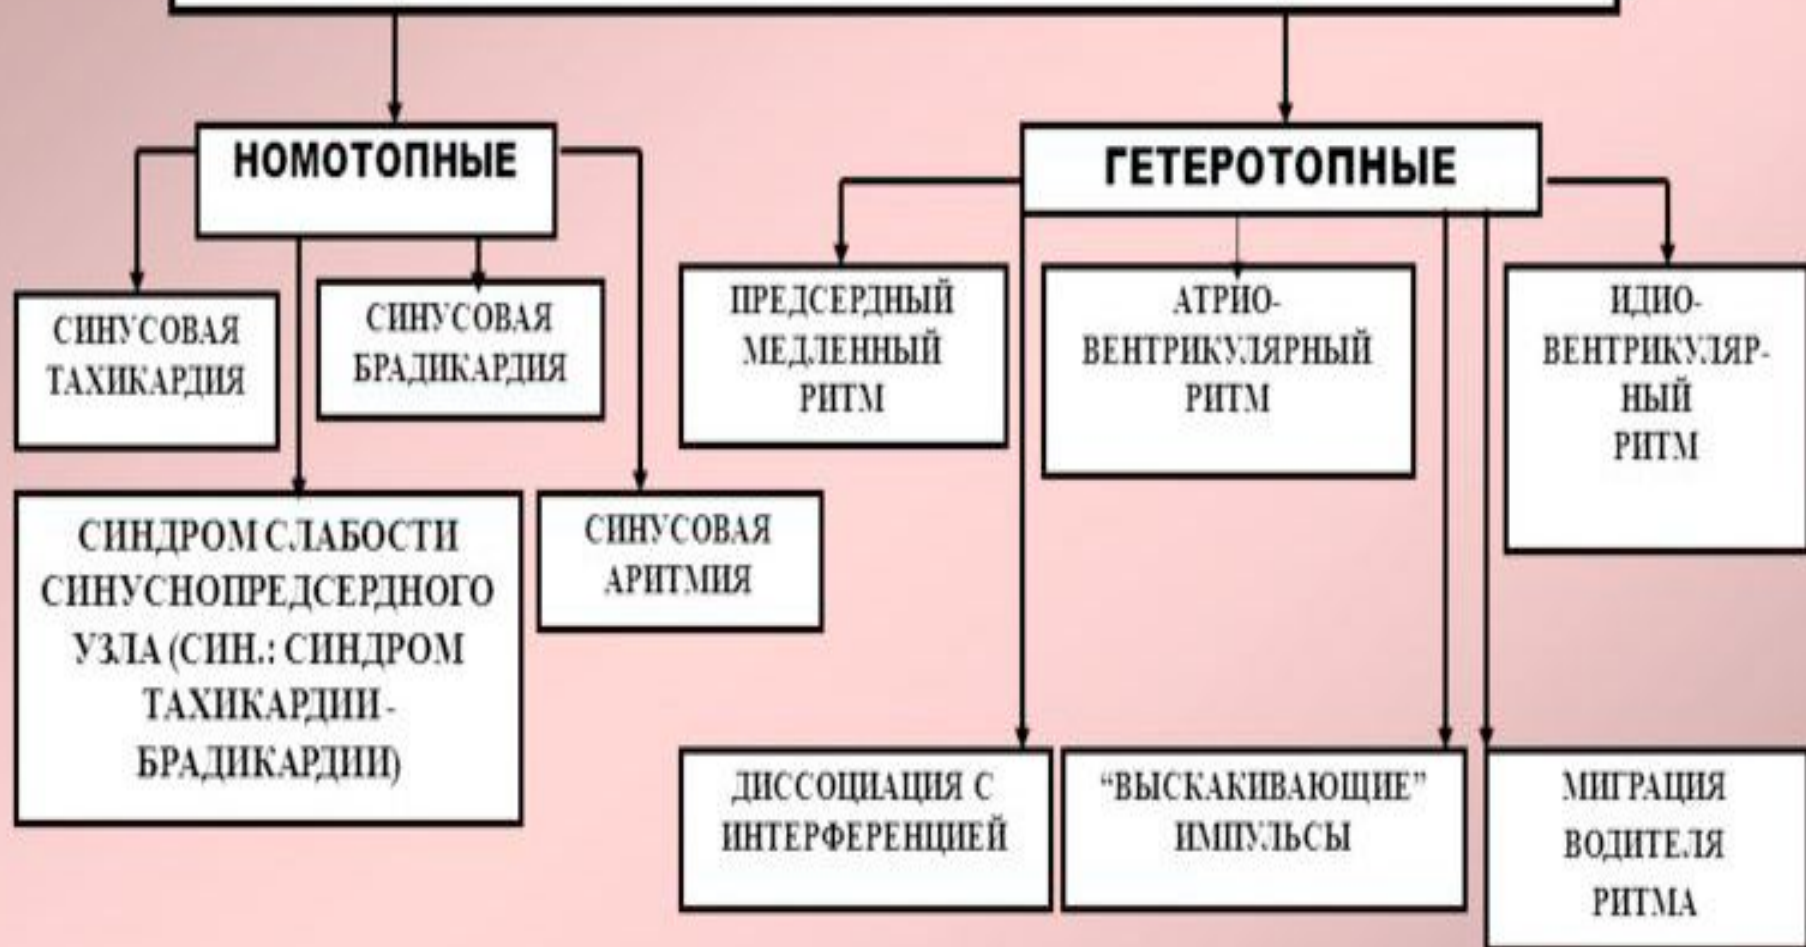 НОМОТОПНЫЕ
ГЕТЕРОТОПНЫЕ
СИНУСОВАЯ
ТАХИКАРДИЯ
СИНУСОВАЯ
БРАДИКАРДИЯ
ПРЕДСЕРДНЫЙ
МЕДЛЕННЫЙ
РИТМ
АТРИО-
ВЕНТРИКУЛЯРНЫЙ
РИТМ
ИДИО-
ВЕНТРИКУЛЯР-
НЫЙ
РИТМ
СИНДРОМ СЛАБОСТИ
СИНУСНОПРЕДСЕРДНОГО
УЗЛА (СИН.: СИНДРОМ
ТАХИКАРДИИ -
БРАДИКАРДИИ)
СИНУСОВАЯ
АРИТМИЯ
ДИССОЦИАЦИЯ С
ИНТЕРФЕРЕНЦИЕЙ
“ВЫСКАКИВАЮЩИЕ”
ИМПУЛЬСЫ
МИГРАЦИЯ
ВОДИТЕЛЯ
РИТМА